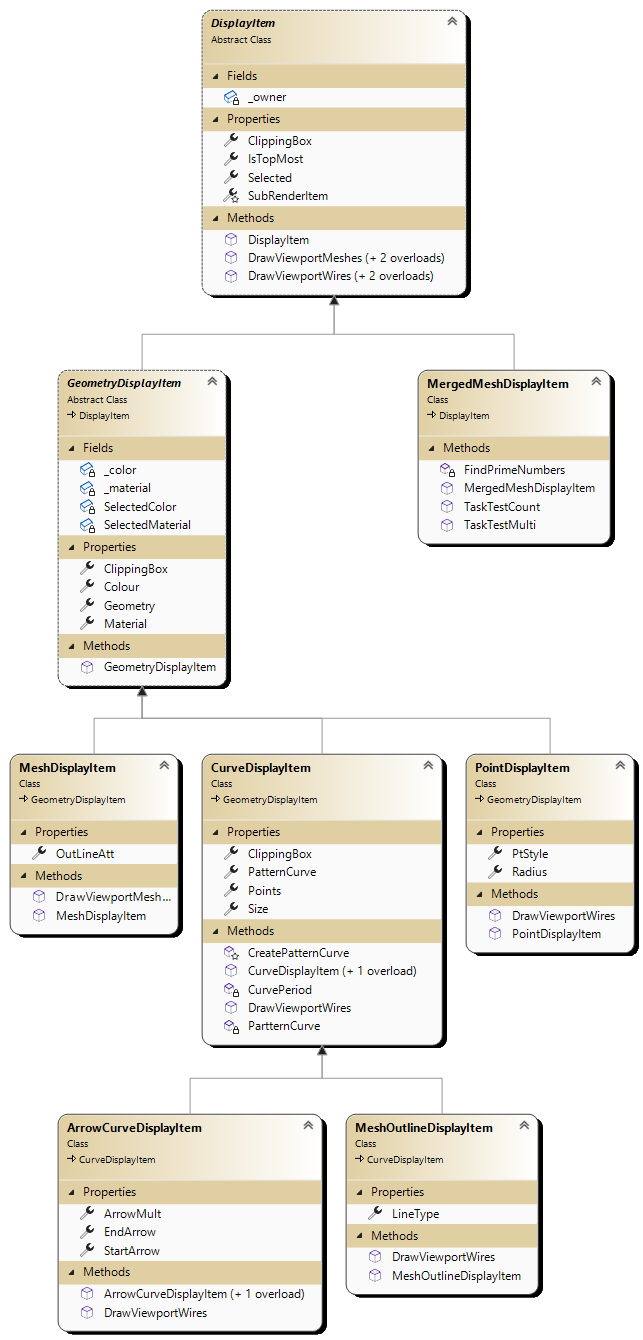 DisplayItem
Abstract Class
Fields
_owner
Properties
ClippingBox
IsTopMost
Selected
SubRenderItem
Methods
DisplayItem
DrawViewportMeshes (+ 2 overloads)
DrawViewportWires (+ 2 overloads)
GeometryDisplayItem
Abstract Class
DisplayItem
Fields
_color
_material
SelectedColor
SelectedMaterial
Properties
ClippingBox
Colour
Geometry
Material
Methods
GeometryDisplayItem
MergedMeshDisplayItem
Class
DisplayItem
Methods
FindPrimeNumbers
MergedMeshDisplayItem
TaskTestCount
TaskTestMulti
MeshDisplayItem
Class
GeometryDisplayItem
Properties
OutLineAtt
Methods
DrawViewportMesh...
MeshDisplayItem
CurveDisplayItem
Class
GeometryDisplayItem
Properties
ClippingBox
PatternCurve
Points
Size
Methods
CreatePatternCurve
CurveDisplayItem (+ 1 overload)
CurvePeriod
DrawViewportWires
PartternCurve
PointDisplayItem
Class
GeometryDisplayItem
Properties
PtStyle
Radius
Methods
DrawViewportWires
PointDisplayItem
ArrowCurveDisplayItem
Class
CurveDisplayItem
Properties
ArrowMult
EndArrow
StartArrow
Methods
ArrowCurveDisplayItem (+ 1 overload)
DrawViewportWires
MeshOutlineDisplayItem
Class
CurveDisplayItem
Properties
LineType
Methods
DrawViewportWires
MeshOutlineDisplayItem